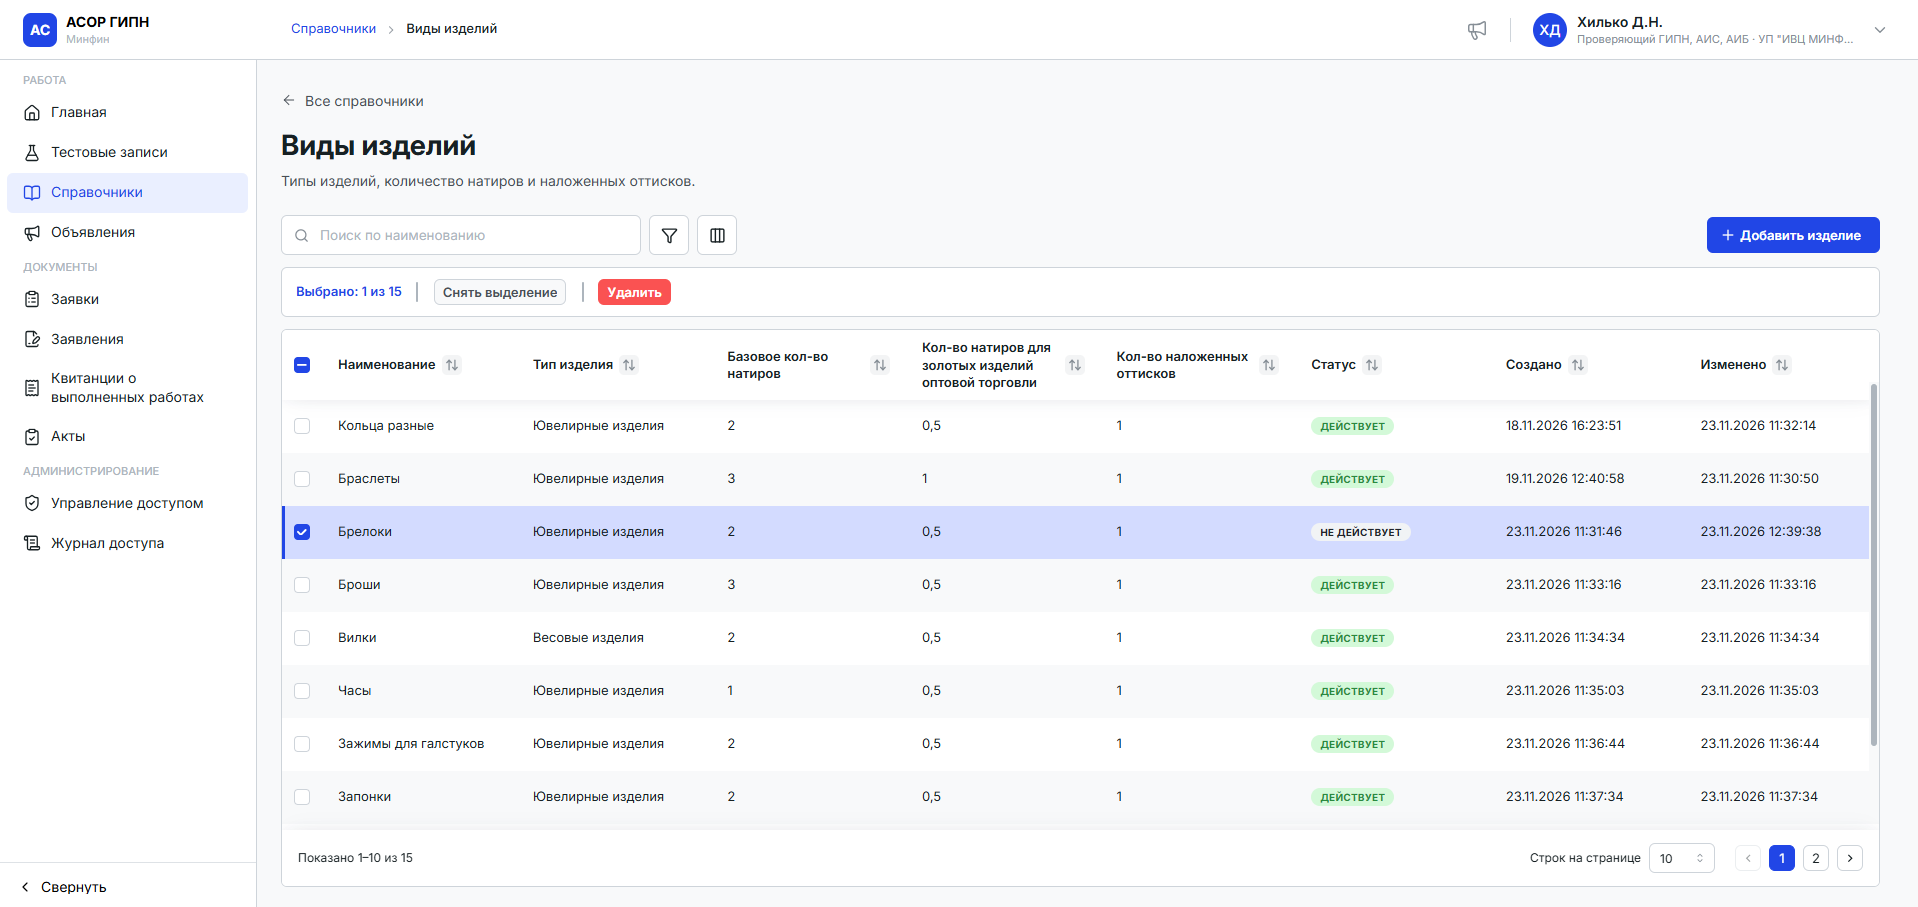 АС
АСОР ГИПН
Минфин
Справочники > Виды изделий
ХД
Хилько Д.Н.
Проверяющий ГИПН, АИС, АИБ · УП "ИВЦ МИНФ...
РАБОТА
Главная
Тестовые записи
Справочники
Объявления
ДОКУМЕНТЫ
Заявки
Заявления
Квитанции о
выполненных работах
Акты
АДМИНИСТРИРОВАНИЕ
Управление доступом
Журнал доступа
Свернуть
Все справочники
Виды изделий
Типы изделий, количество натиров и наложенных оттисков.
Поиск по наименованию
+ Добавить изделие
Выбрано: 1 из 15
Снять выделение
Удалить
Наименование
Тип изделия
Базовое кол-во
натиров
Кол-во натиров для
золотых изделий
оптовой торговли
Кол-во наложенных
оттисков
Статус
Создано
Изменено
Кольца разные Ювелирные изделия 2 0,5 1 ДЕЙСТВУЕТ 18.11.2026 16:23:51 23.11.2026 11:32:14
Браслеты Ювелирные изделия 3 1 1 ДЕЙСТВУЕТ 19.11.2026 12:40:58 23.11.2026 11:30:50
Брелоки Ювелирные изделия 2 0,5 1 НЕ ДЕЙСТВУЕТ 23.11.2026 11:31:46 23.11.2026 12:39:38
Броши Ювелирные изделия 3 0,5 1 ДЕЙСТВУЕТ 23.11.2026 11:33:16 23.11.2026 11:33:16
Вилки Весовые изделия 2 0,5 1 ДЕЙСТВУЕТ 23.11.2026 11:34:34 23.11.2026 11:34:34
Часы Ювелирные изделия 1 0,5 1 ДЕЙСТВУЕТ 23.11.2026 11:35:03 23.11.2026 11:35:03
Зажимы для галстуков Ювелирные изделия 2 0,5 1 ДЕЙСТВУЕТ 23.11.2026 11:36:44 23.11.2026 11:36:44
Запонки Ювелирные изделия 2 0,5 1 ДЕЙСТВУЕТ 23.11.2026 11:37:34 23.11.2026 11:37:34
Показано 1–10 из 15
Строк на странице 10 < 1 2 >